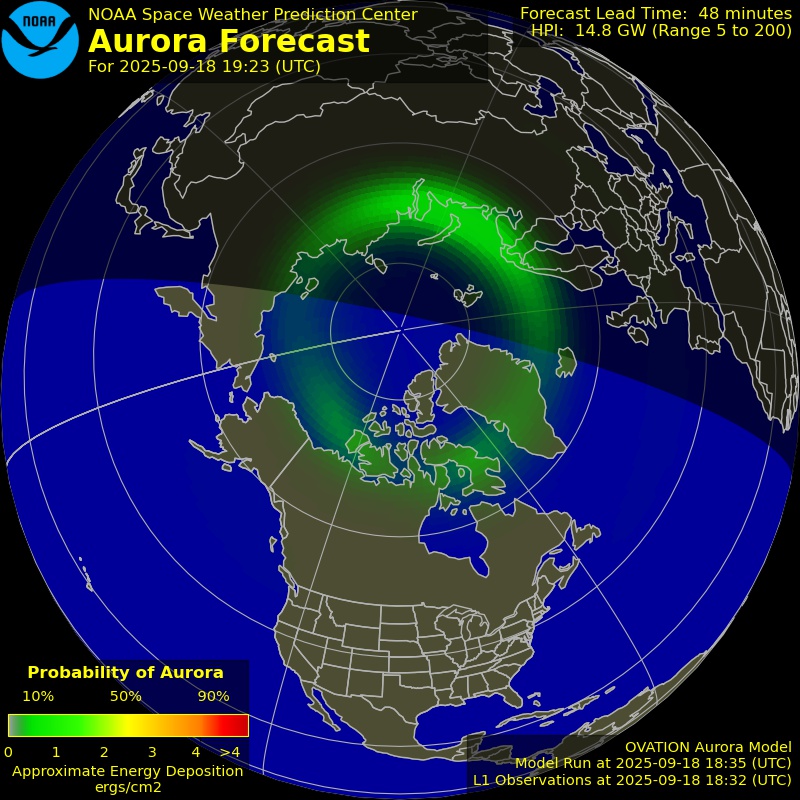 NOAA
NOAA Space Weather Prediction Center
Aurora Forecast
For 2025-09-18 19:23 (UTC)
Forecast Lead Time: 48 minutes
HPI: 14.8 GW (Range 5 to 200)
Probability of Aurora
10% 50% 90%
0 1 2 3 4 >4
Approximate Energy Deposition
ergs/cm2
OVATION Aurora Model
Model Run at 2025-09-18 18:35 (UTC)
L1 Observations at 2025-09-18 18:32 (UTC)